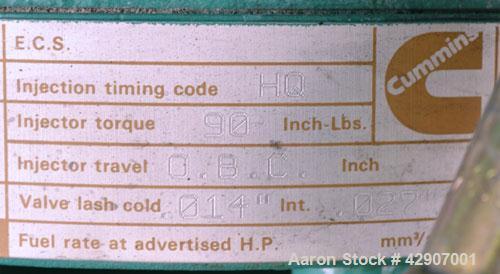 E.C.S.
Cummins
Injection timing code HQ
Injector torque 90 Inch-Lbs.
Injector travel O.B.C. Inch
Valve lash cold .014" Int. .027"
Fuel rate at advertised H.P. mm³/
Aaron Stock # 42907001